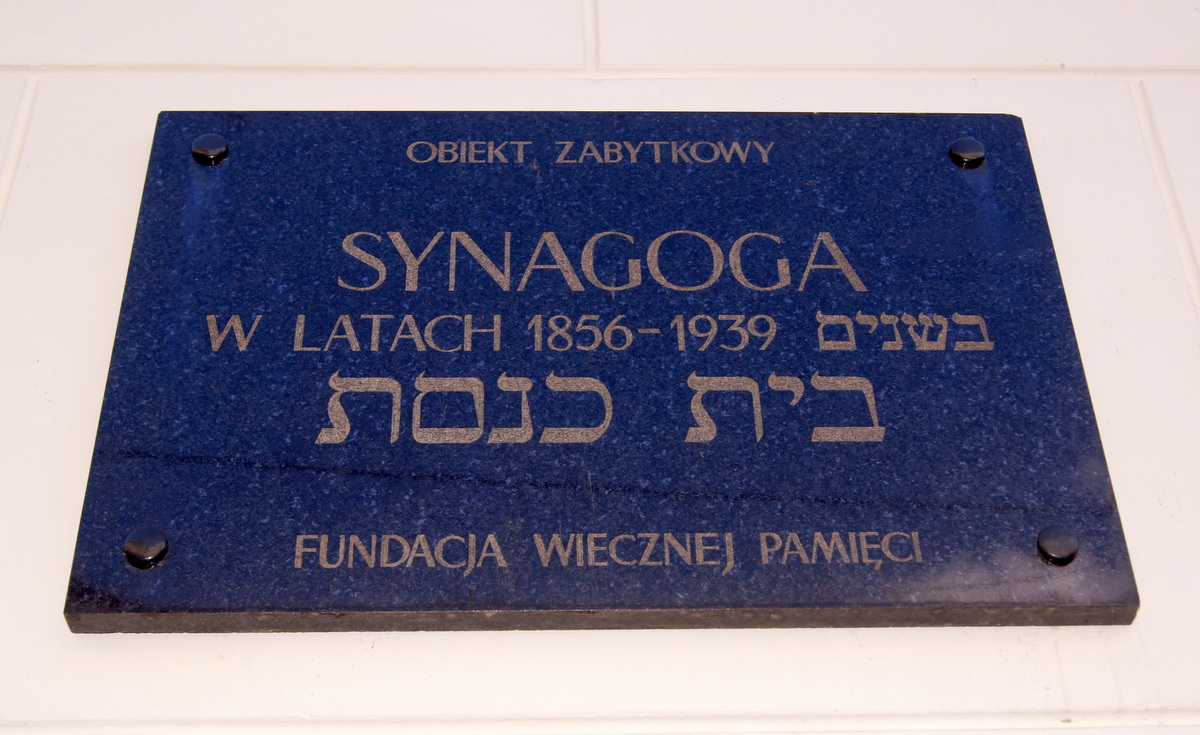 OBIEKT ZABYTKOWY
SYNAGOGA
W LATACH 1856-1939 בשנים
בית כנסת
FUNDACJA WIECZNEJ PAMIĘCI